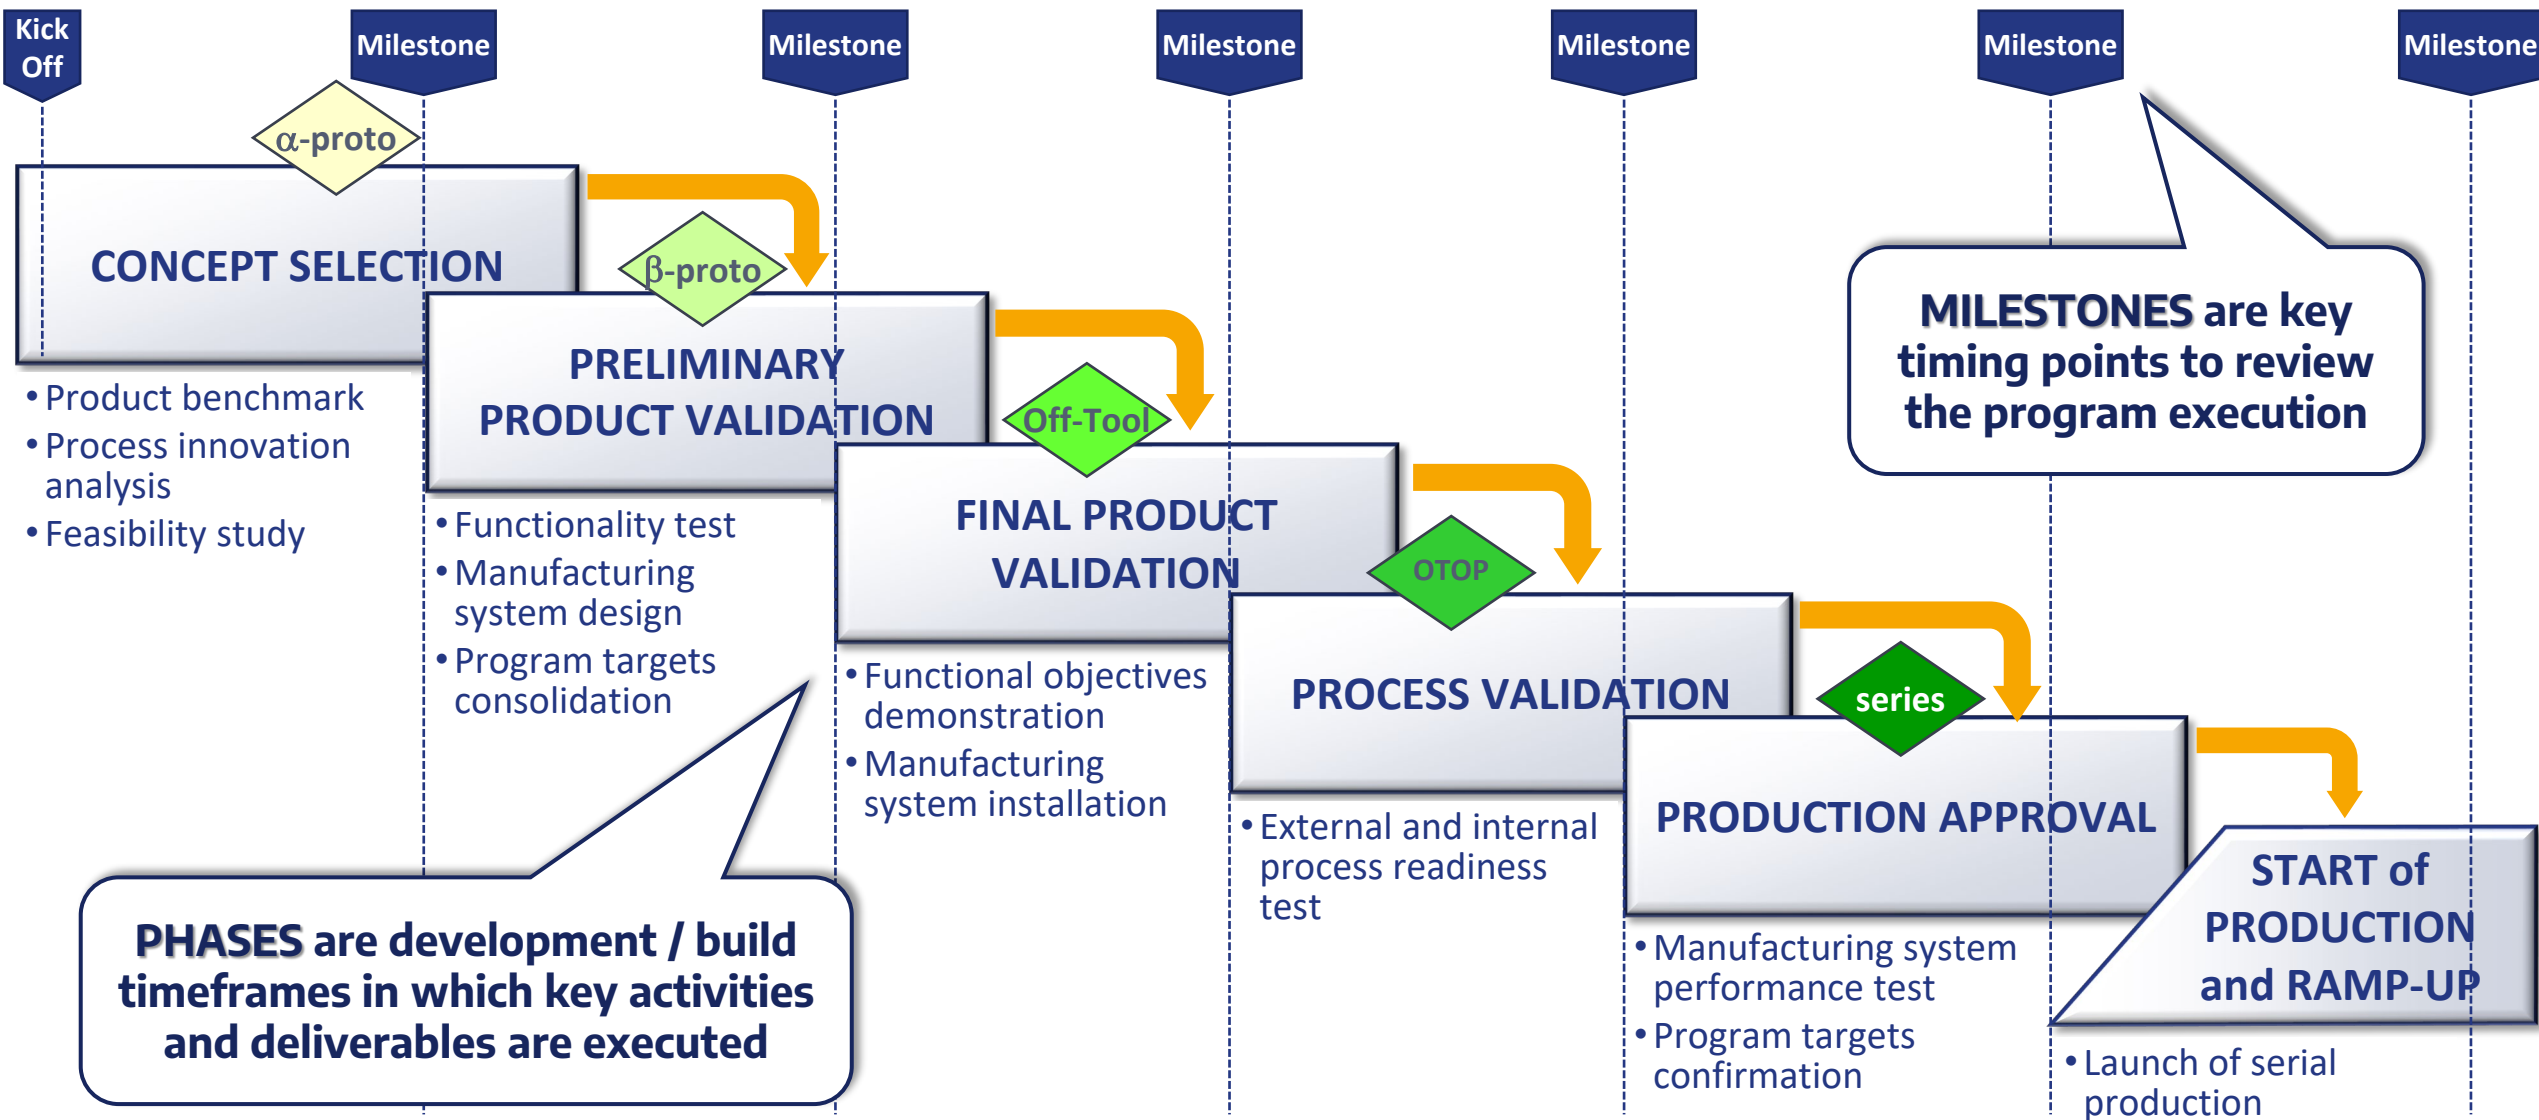 Kick
Off
Milestone
Milestone
Milestone
Milestone
Milestone
Milestone
α-proto
CONCEPT SELECTION
• Product benchmark
• Process innovation
analysis
• Feasibility study
β-proto
PRELIMINARY
PRODUCT VALIDATION
• Functionality test
• Manufacturing
system design
• Program targets
consolidation
Off-Tool
FINAL PRODUCT
VALIDATION
• Functional objectives
demonstration
• Manufacturing
system installation
OTOP
PROCESS VALIDATION
• External and internal
process readiness
test
series
PRODUCTION APPROVAL
• Manufacturing system
performance test
• Program targets
confirmation
START of
PRODUCTION
and RAMP-UP
• Launch of serial
production
MILESTONES are key
timing points to review
the program execution
PHASES are development / build
timeframes in which key activities
and deliverables are executed